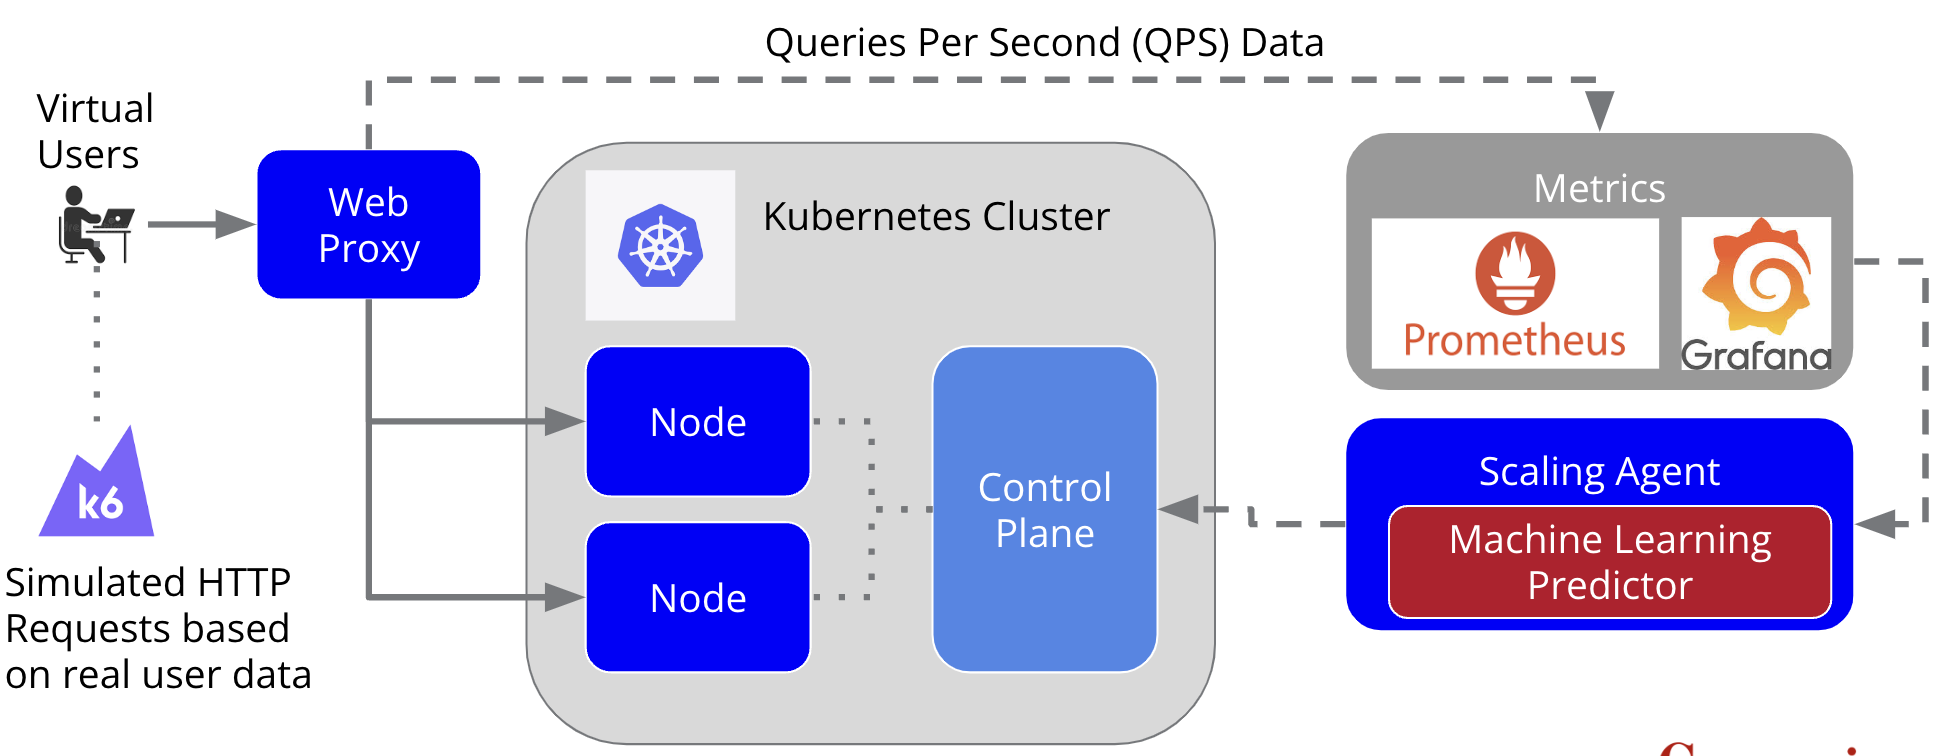 Queries Per Second (QPS) Data
Virtual
Users
Web
Proxy
Kubernetes Cluster
Metrics
Prometheus
Grafana
Node
Node
Control
Plane
Scaling Agent
Machine Learning
Predictor
k6
Simulated HTTP
Requests based
on real user data